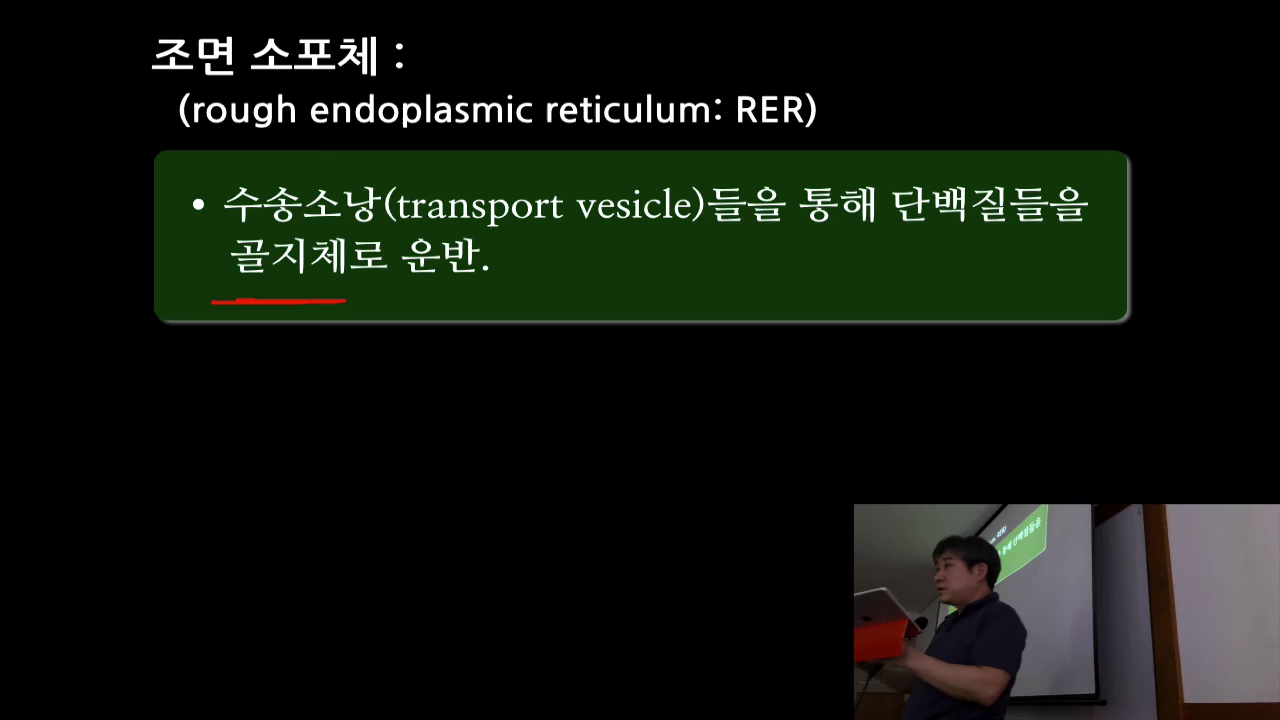 조면 소포체 :
(rough endoplasmic reticulum: RER)
• 수송소낭(transport vesicle)들을 통해 단백질들을
골지체로 운반.